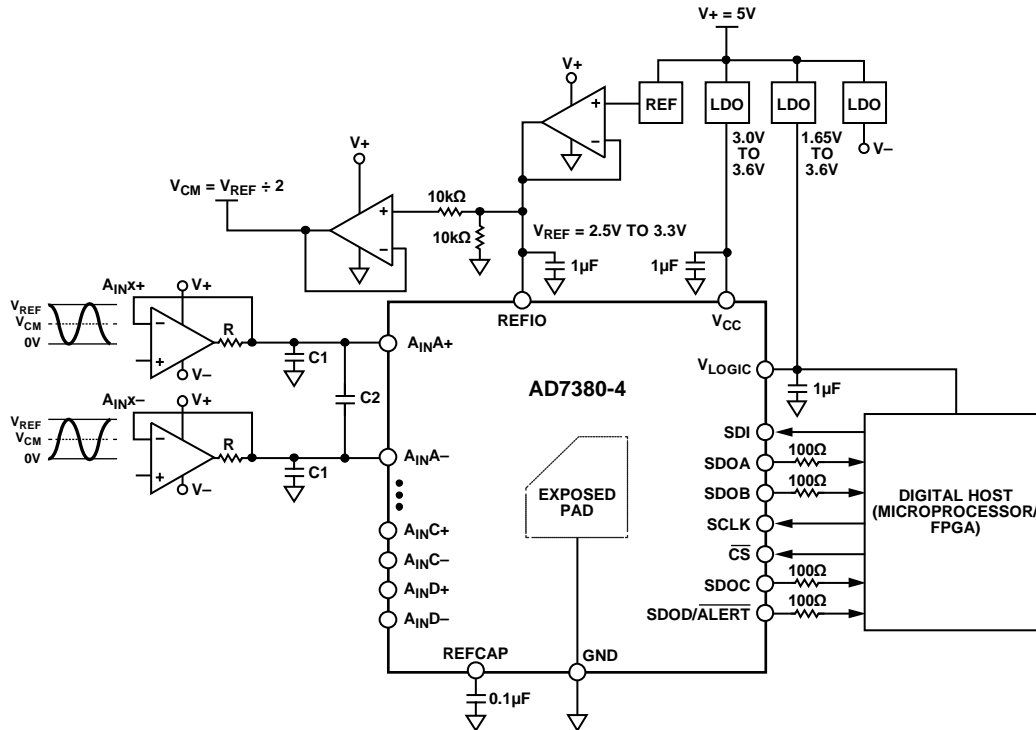 V+ = 5V
V+
REF
LDO
LDO
LDO
3.0V
TO
3.6V
1.65V
TO
3.6V
V–
V+
VCM = VREF ÷ 2
10kΩ
10kΩ
VREF = 2.5V TO 3.3V
1µF
1µF
AINx+
V+
VREF
VCM
0V
R
V–
C1
C2
REFIO
VCC
AINA+
AD7380-4
VLOGIC
1µF
AINx–
V+
VREF
VCM
0V
R
V–
C1
AINA–
EXPOSED
PAD
SDI
SDOA
100Ω
SDOB
100Ω
SCLK
CS
SDOC
100Ω
SDOD/ALERT
100Ω
DIGITAL HOST
(MICROPROCESSOR/
FPGA)
AINC+
AINC–
AIND+
AIND–
REFCAP
GND
0.1µF